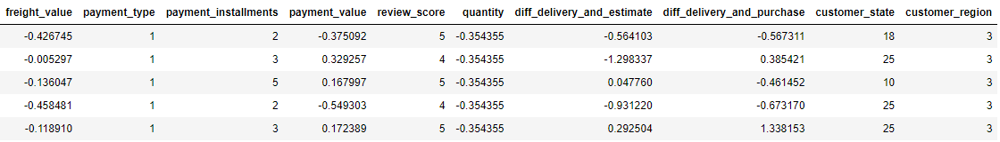 freight_value payment_type payment_installments payment_value review_score quantity diff_delivery_and_estimate diff_delivery_and_purchase customer_state customer_region
-0.426745 1 2 -0.375092 5 -0.354355 -0.564103 -0.567311 18 3
-0.005297 1 3 0.329257 4 -0.354355 -1.298337 0.385421 25 3
-0.136047 1 5 0.167997 5 -0.354355 0.047760 -0.461452 10 3
-0.458481 1 2 -0.549303 4 -0.354355 -0.931220 -0.673170 25 3
-0.118910 1 3 0.172389 5 -0.354355 0.292504 1.338153 25 3